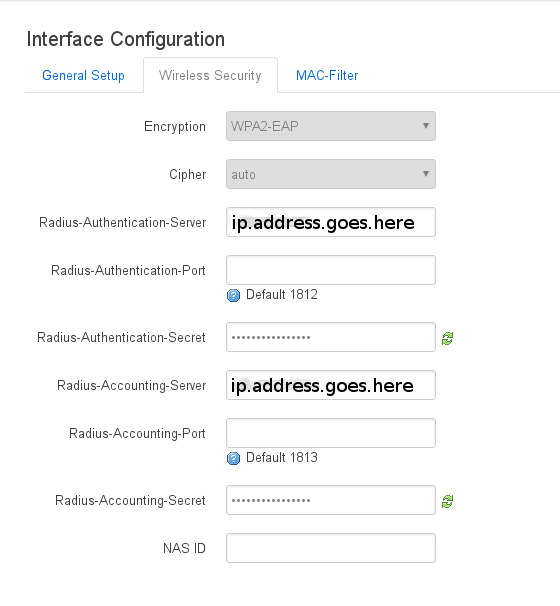 Interface Configuration
General Setup Wireless Security MAC-Filter
Encryption WPA2-EAP
Cipher auto
Radius-Authentication-Server ip.address.goes.here
Radius-Authentication-Port
Default 1812
Radius-Authentication-Secret ••••••••••••••••
Radius-Accounting-Server ip.address.goes.here
Radius-Accounting-Port
Default 1813
Radius-Accounting-Secret ••••••••••••••••
NAS ID